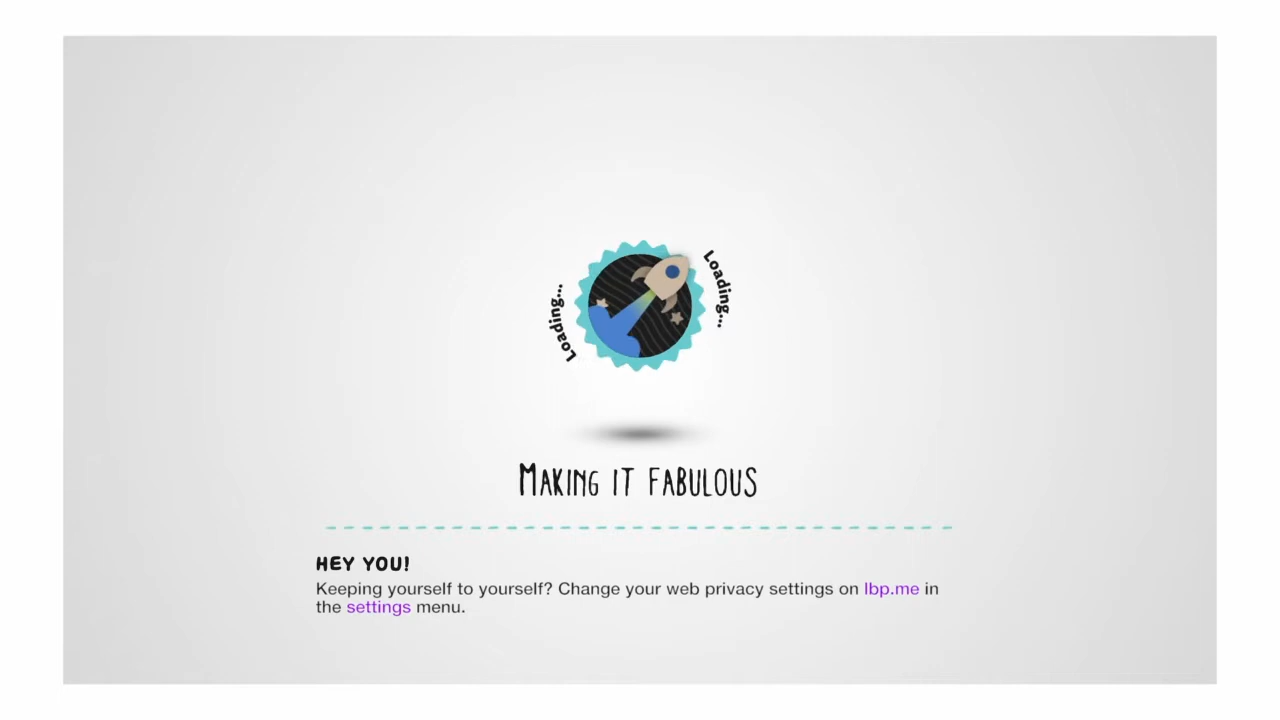 Loading...
Loading...
Making it fabulous
HEY YOU!
Keeping yourself to yourself? Change your web privacy settings on lbp.me in
the settings menu.